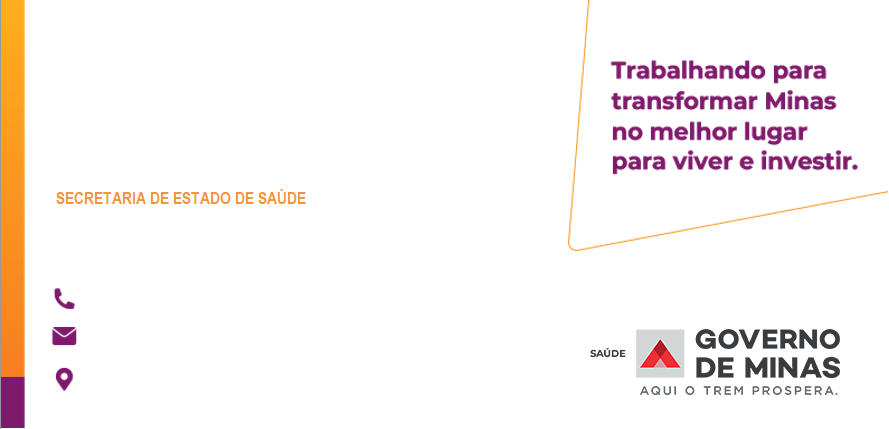 Trabalhando para
transformar Minas
no melhor lugar
para viver e investir.
SECRETARIA DE ESTADO DE SAÚDE
SAÚDE
GOVERNO
DE MINAS
AQUI O TREM PROSPERA.